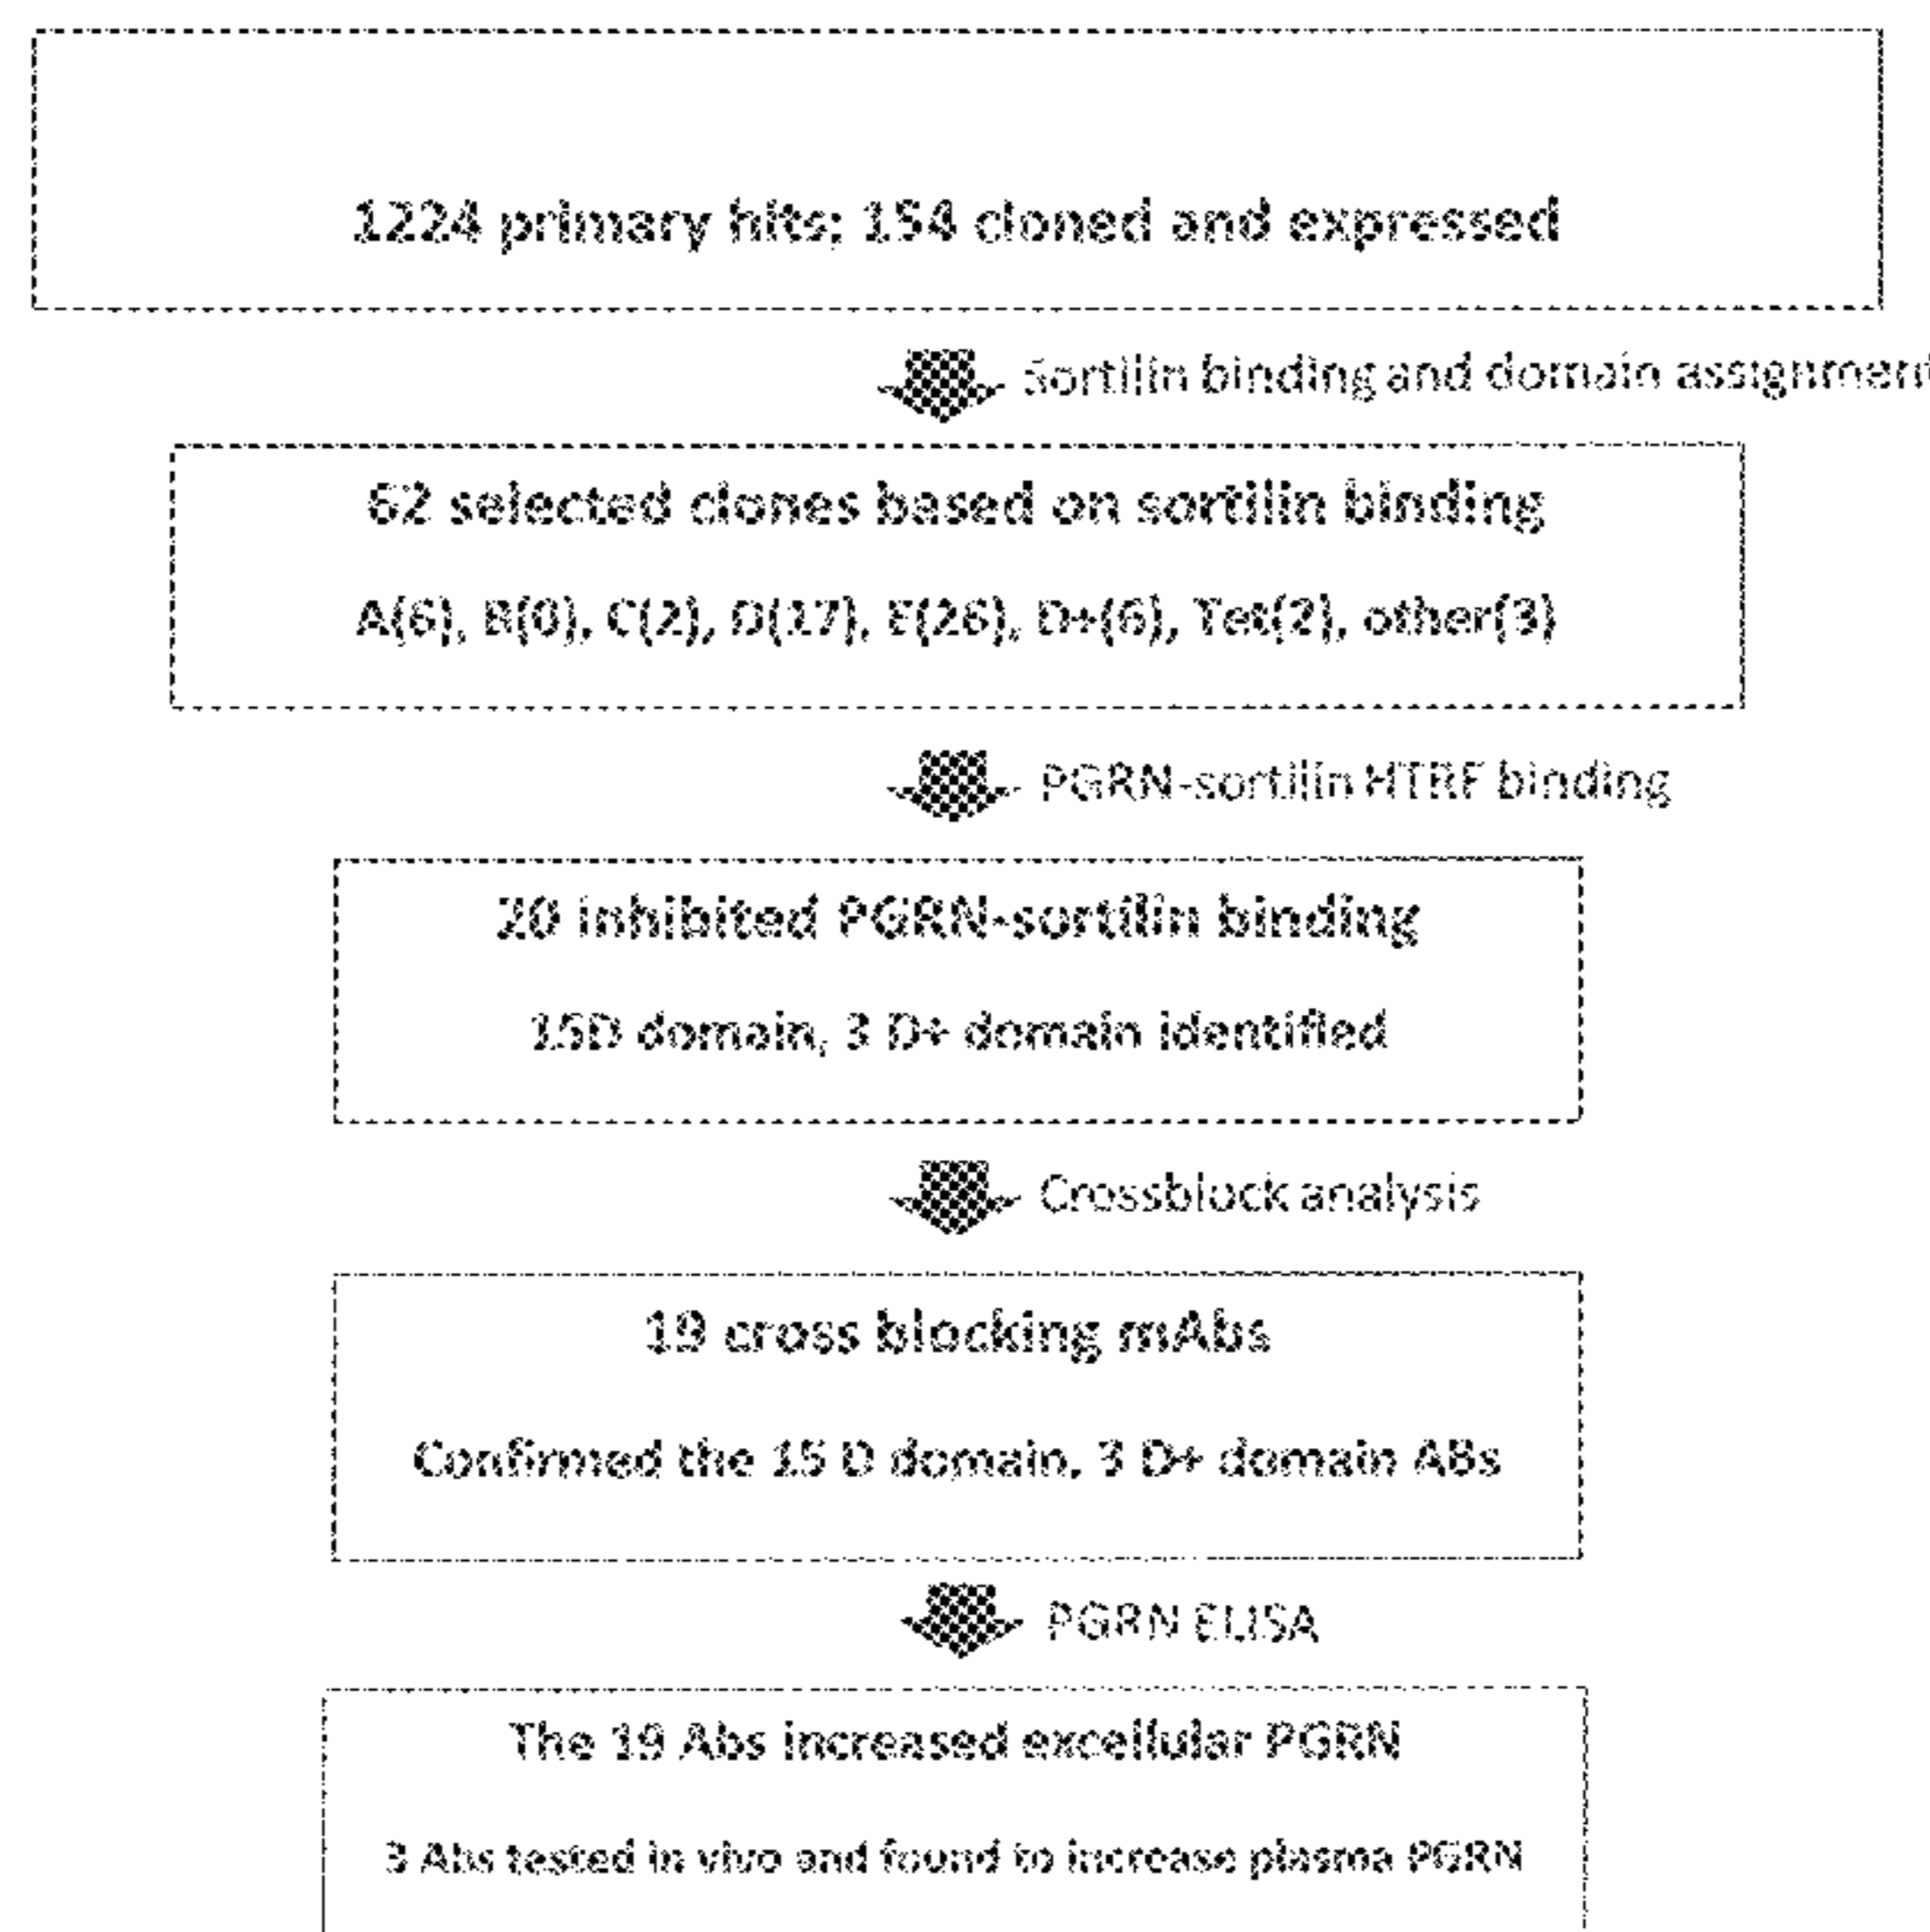 1224 primary hits; 154 cloned and expressed
Sortilin binding and domain assignment
62 selected clones based on sortilin binding
A(6), B(0), C(2), D(17), E(26), D+(6), Tet(2), other(3)
PGRN-sortilin HTRF binding
20 inhibited PGRN-sortilin binding
15D domain, 3 D+ domain identified
Crossblock analysis
19 cross blocking mAbs
Confirmed the 15 D domain, 3 D+ domain ABs
PGRN ELISA
The 19 Abs increased excellular PGRN
3 Abs tested in vivo and found to increase plasma PGRN